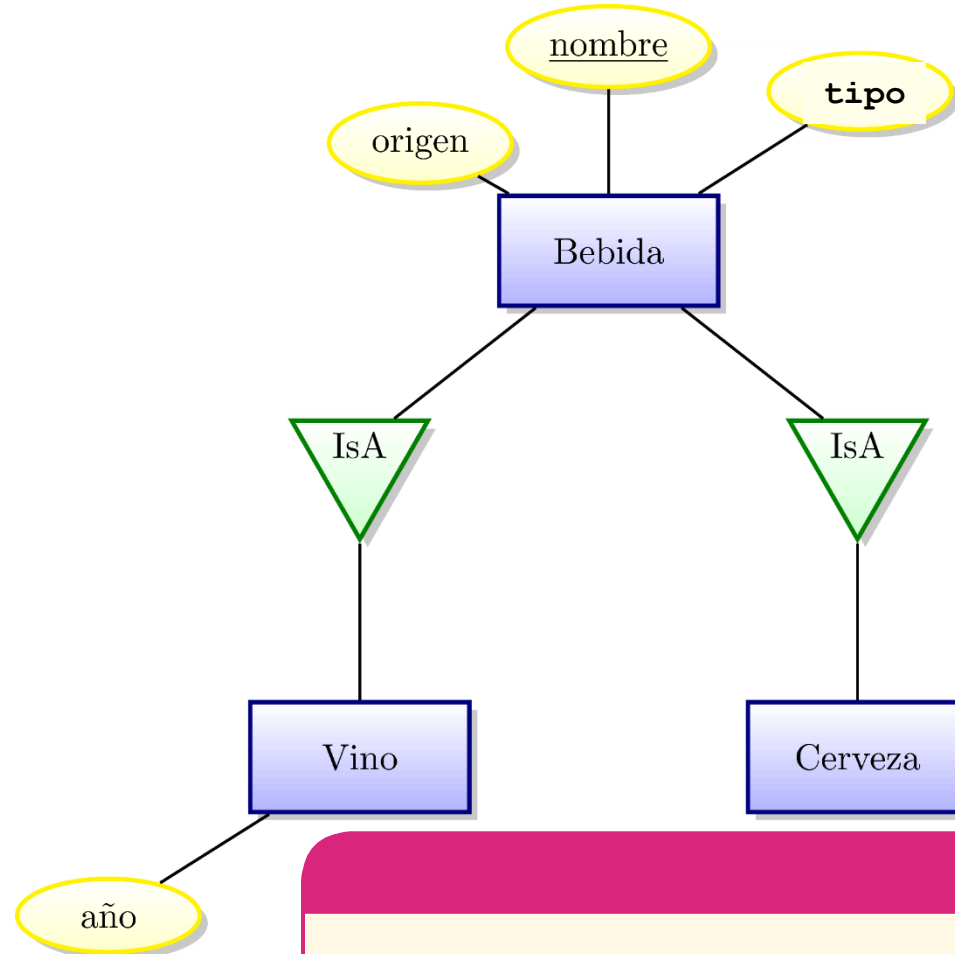 nombre
tipo
origen
Bebida
IsA
IsA
Vino
Cerveza
año